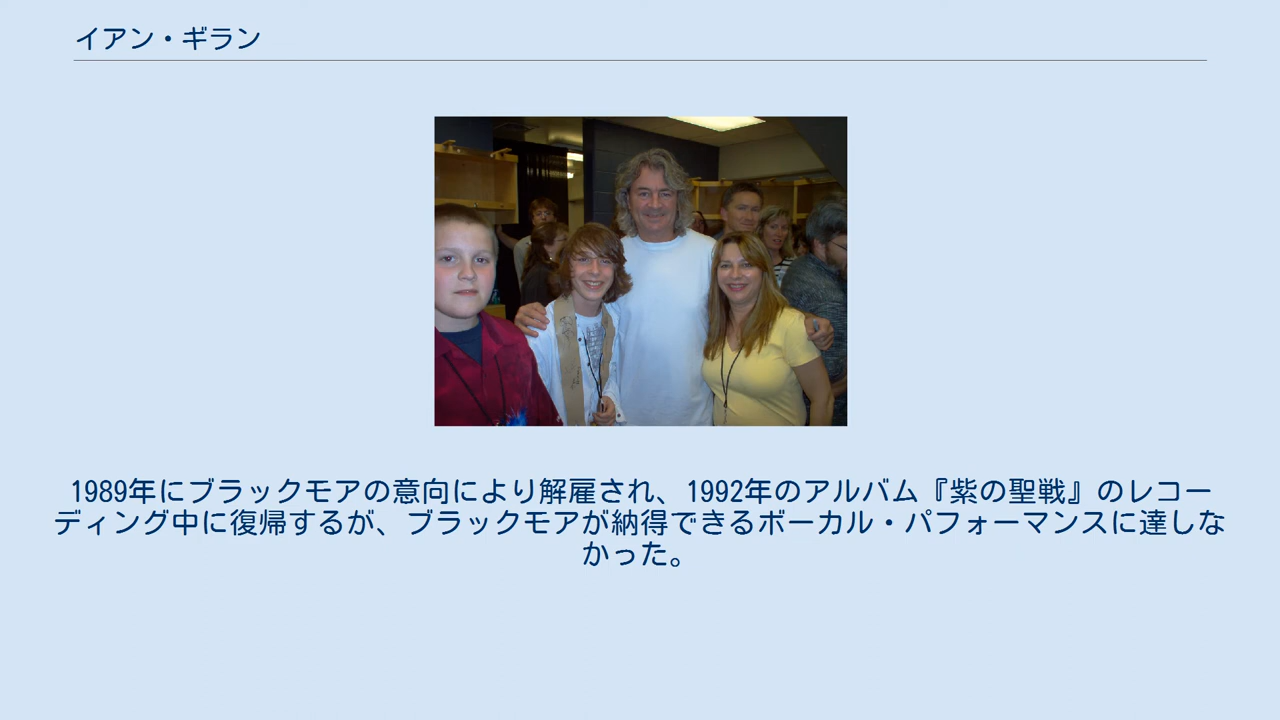 イアン・ギラン
1989年にブラックモアの意向により解雇され、1992年のアルバム『紫の聖戦』のレコー
ディング中に復帰するが、ブラックモアが納得できるボーカル・パフォーマンスに達しな
かった。